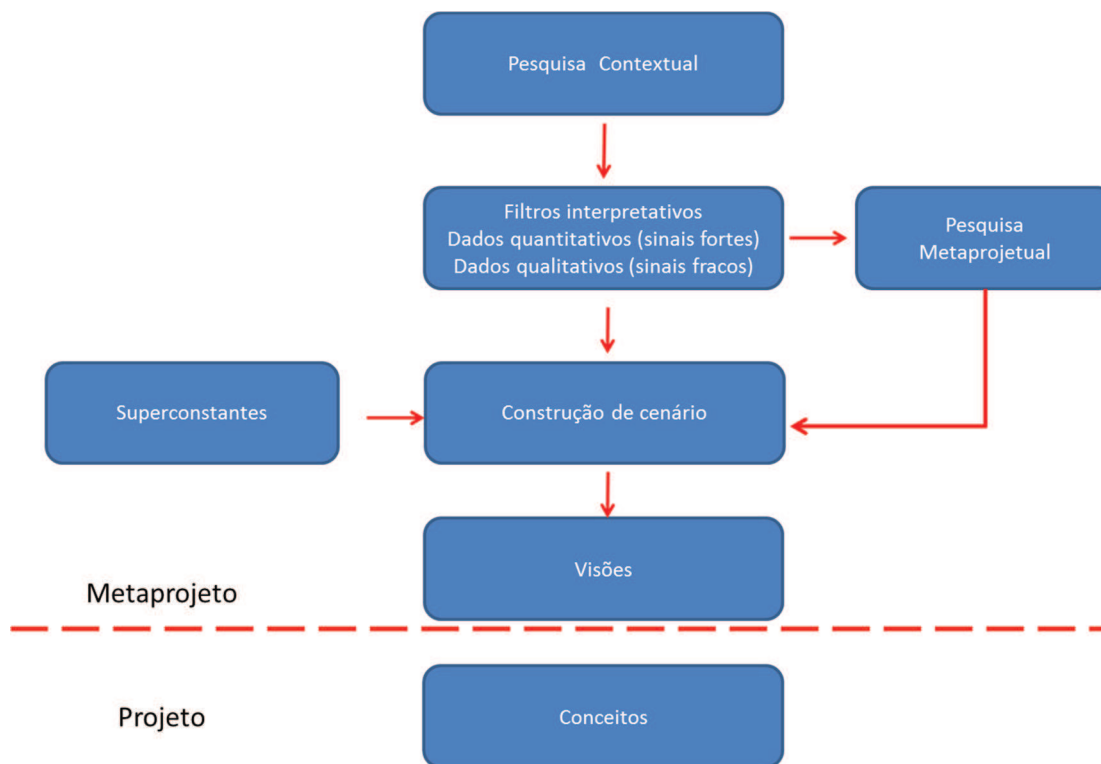 Pesquisa Contextual
Filtros interpretativos
Dados quantitativos (sinais fortes)
Dados qualitativos (sinais fracos)
Pesquisa
Metaprojetual
Superconstantes
Construção de cenário
Visões
Metaprojeto
Projeto
Conceitos